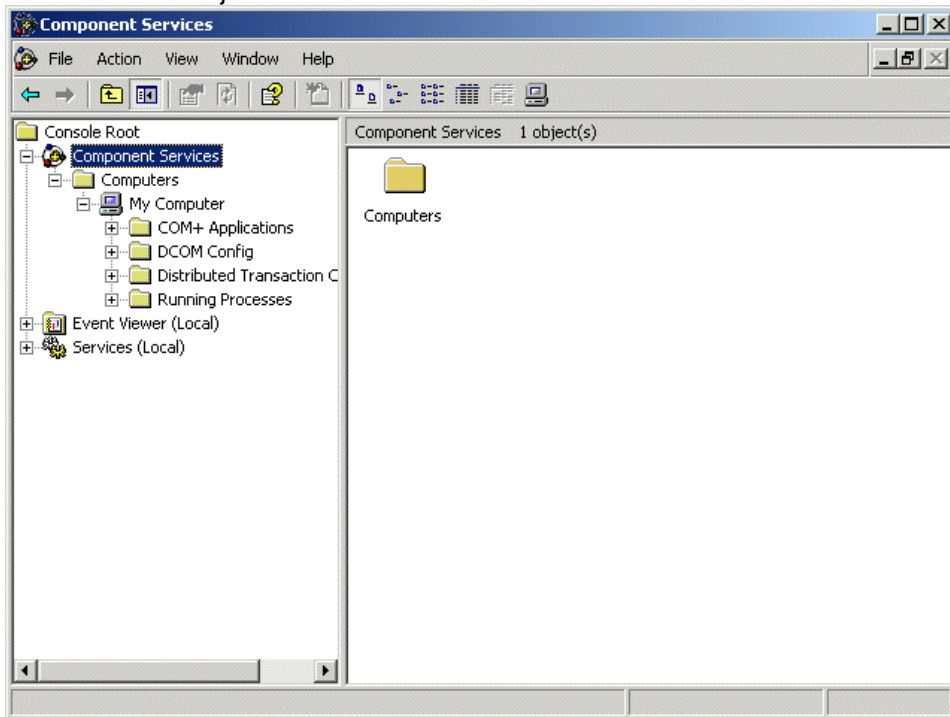 Component Services
File Action View Window Help
Console Root
Component Services
Computers
My Computer
COM+ Applications
DCOM Config
Distributed Transaction C
Running Processes
Event Viewer (Local)
Services (Local)
Component Services 1 object(s)
Computers